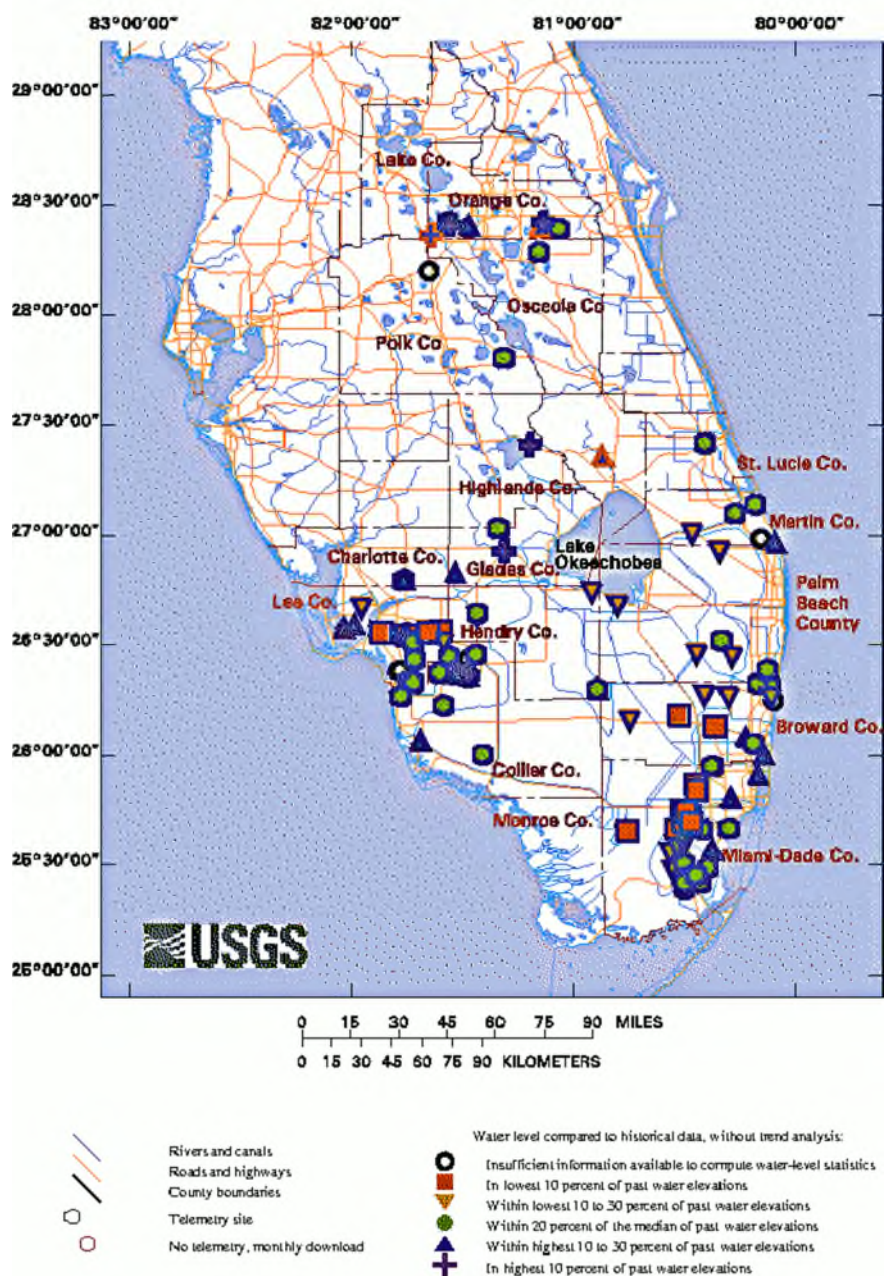 83°00'00" 82°00'00" 81°00'00" 80°00'00"
29°00'00"
28°30'00"
28°00'00"
27°30'00"
27°00'00"
26°30'00"
26°00'00"
25°30'00"
25°00'00"
Lake Co.
Orange Co.
Osceola Co
Polk Co
St. Lucie Co.
Highlands Co.
Martin Co.
Lake
Okeechobee
Charlotte Co.
Glades Co.
Palm
Beach
County
Lee Co.
Hendry Co.
Broward Co.
Collier Co.
Monroe Co.
Miami-Dade Co.
USGS
0 15 30 45 60 75 90 MILES
0 15 30 45 60 75 90 KILOMETERS
Rivers and canals
Roads and highways
County boundaries
Telemetry site
No telemetry, monthly download
Water level compared to historical data, without trend analysis:
Insufficient information available to compute water-level statistics
In lowest 10 percent of past water elevations
Within lowest 10 to 30 percent of past water elevations
Within 20 percent of the median of past water elevations
Within highest 10 to 30 percent of past water elevations
In highest 10 percent of past water elevations